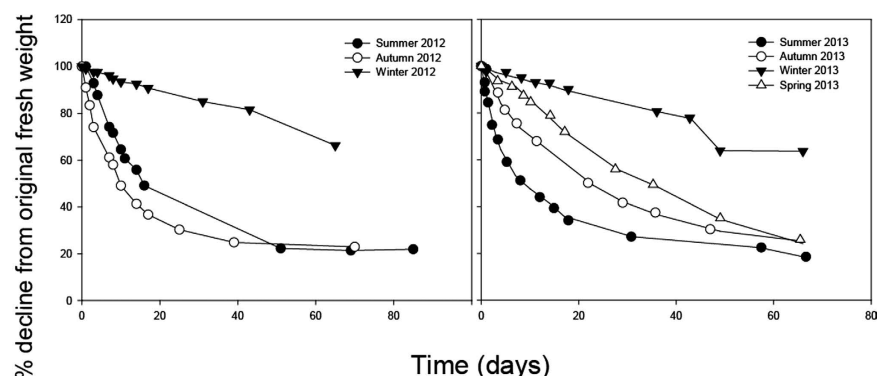 % decline from original fresh weight
120
100
80
60
40
20
0
Summer 2012
Autumn 2012
Winter 2012
0
20
40
60
80
Summer 2013
Autumn 2013
Winter 2013
Spring 2013
0
20
40
60
80
Time (days)